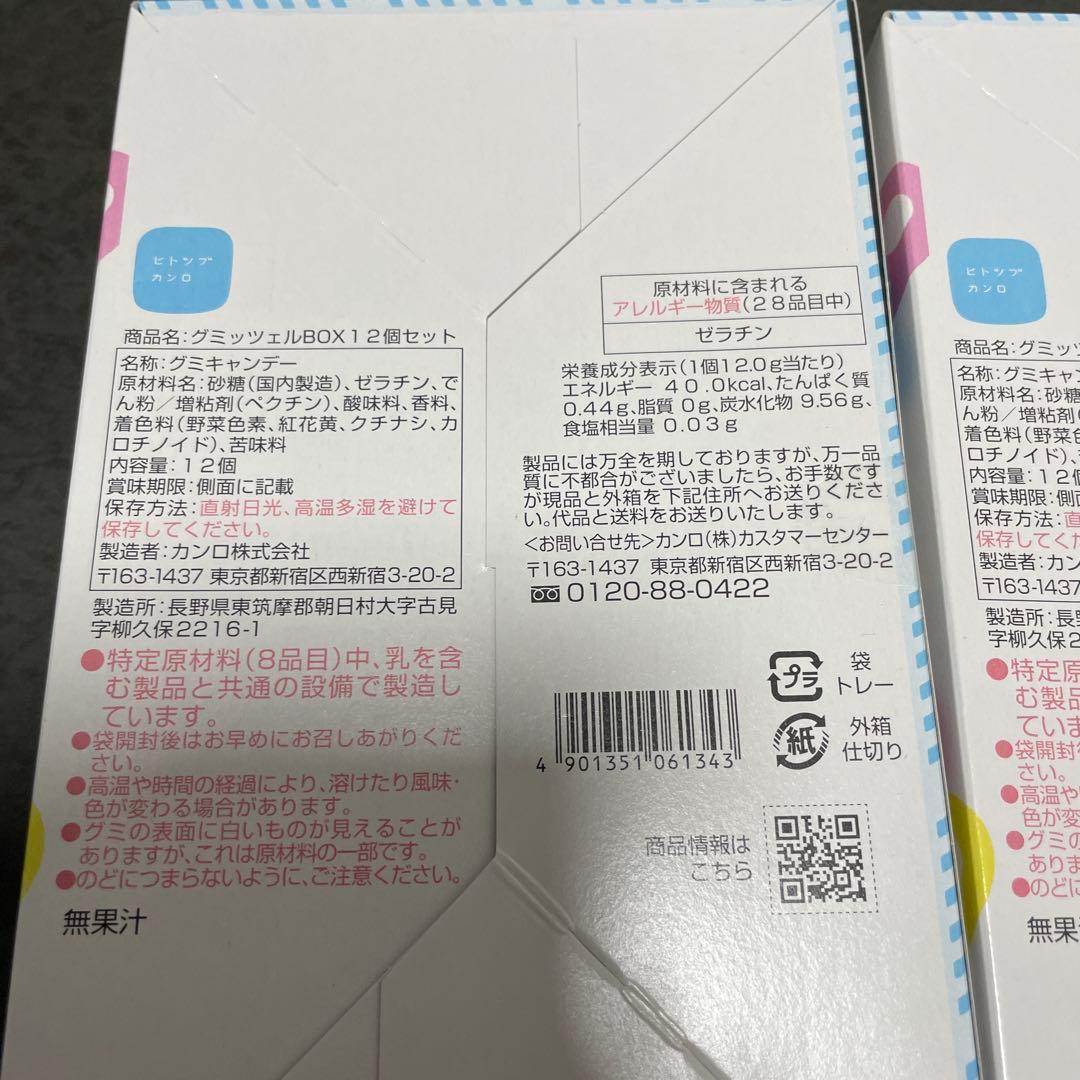 ヒトツブ
カンロ
商品名:グミッツェルBOX12個セット
名称:グミキャンデー
原材料名:砂糖(国内製造)、ゼラチン、で
ん粉/増粘剤(ペクチン)、酸味料、香料、
着色料(野菜色素、紅花黄、クチナシ、カ
ロチノイド)、苦味料
内容量:12個
賞味期限:側面に記載
保存方法:直射日光、高温多湿を避けて
保存してください。
製造者:カンロ株式会社
〒163-1437 東京都新宿区西新宿3-20-2
製造所:長野県東筑摩郡朝日村大字古見
字柳久保2216-1
●特定原材料(8品目)中、乳を含
む製品と共通の設備で製造し
ています。
●袋開封後はお早めにお召しあがりくだ
さい。
●高温や時間の経過により、溶けたり風味・
色が変わる場合があります。
●グミの表面に白いものが見えることが
ありますが、これは原材料の一部です。
●のどにつまらないように、ご注意ください。
無果汁
原材料に含まれる
アレルギー物質(28品目中)
ゼラチン
栄養成分表示(1個12.0g当たり)
エネルギー 40.0kcal、たんぱく質
0.44g、脂質 0g、炭水化物 9.56g、
食塩相当量 0.03g
製品には万全を期しておりますが、万一品
質に不都合がございましたら、お手数です
が現品と外箱を下記住所へお送りくださ
い。代品と送料をお送りいたします。
<お問い合せ先>カンロ(株)カスタマーセンター
〒163-1437 東京都新宿区西新宿3-20-2
0120-88-0422
プラ
袋
トレー
紙
外箱
仕切り
4 901351 061343
商品情報は
こちら
ヒトツブ
カンロ
商品名:グミッツ
名称:グミキャン
原材料名:砂糖
ん粉/増粘剤(
着色料(野菜色
ロチノイド)、
内容量:12個
賞味期限:側面
保存方法:直
保存してくだ
製造者:カン
〒163-1437
製造所:長
字柳久保2
●特定原
む製品
ていま
●袋開封後
さい。
●高温や
色が変
●グミの
ありま
●のどに
無果